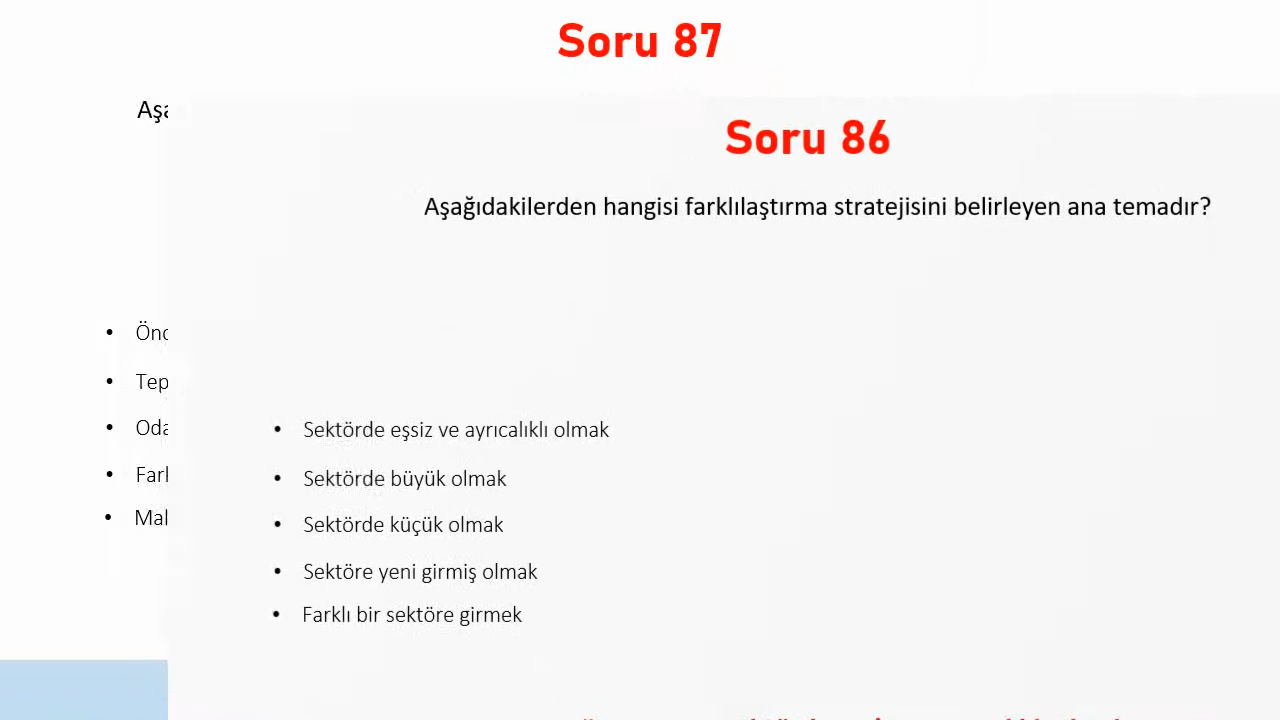 Soru 87
Soru 86
Aşağıdakilerden hangisi farklılaştırma stratejisini belirleyen ana temadır?
• Sektörde eşsiz ve ayrıcalıklı olmak
• Sektörde büyük olmak
• Sektörde küçük olmak
• Sektöre yeni girmiş olmak
• Farklı bir sektöre girmek